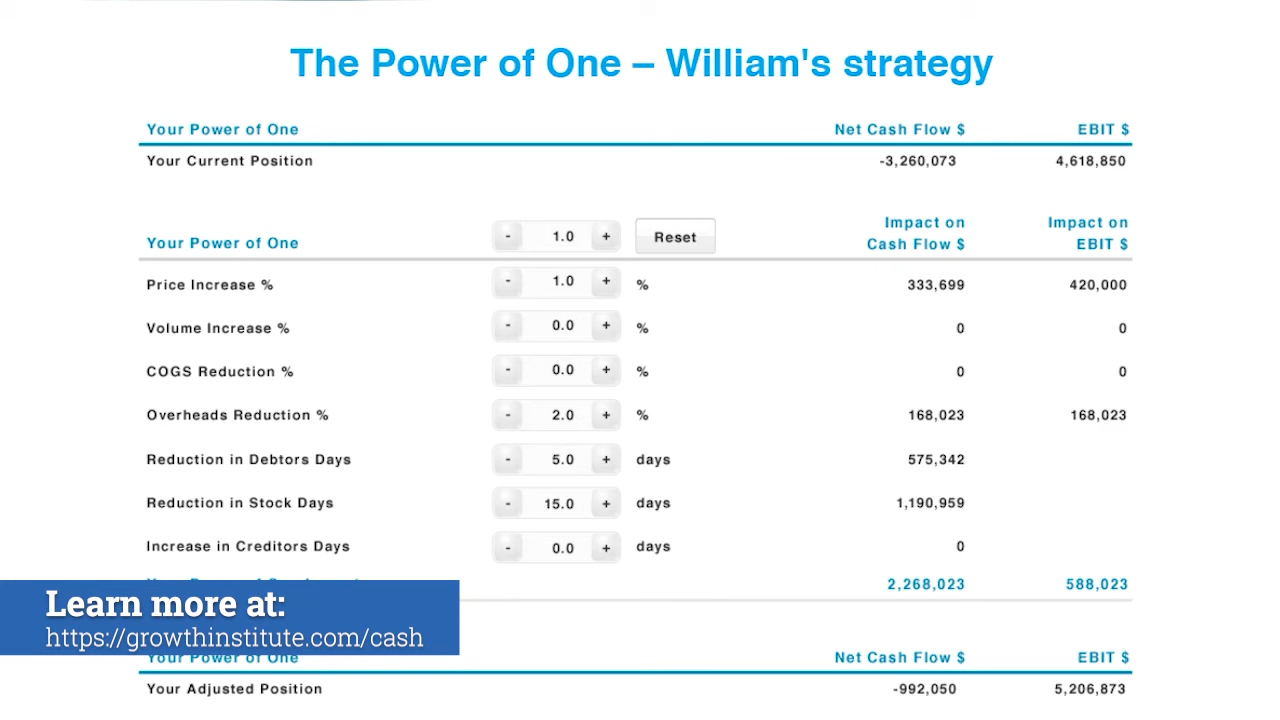 The Power of One – William's strategy
Your Power of One Net Cash Flow $ EBIT $
Your Current Position -3,260,073 4,618,850
Your Power of One - 1.0 + Reset Impact on Cash Flow $ Impact on EBIT $
Price Increase % - 1.0 + % 333,699 420,000
Volume Increase % - 0.0 + % 0 0
COGS Reduction % - 0.0 + % 0 0
Overheads Reduction % - 2.0 + % 168,023 168,023
Reduction in Debtors Days - 5.0 + days 575,342
Reduction in Stock Days - 15.0 + days 1,190,959
Increase in Creditors Days - 0.0 + days 0
2,268,023 588,023
Learn more at:
https://growthinstitute.com/cash
Your Power of One Net Cash Flow $ EBIT $
Your Adjusted Position -992,050 5,206,873